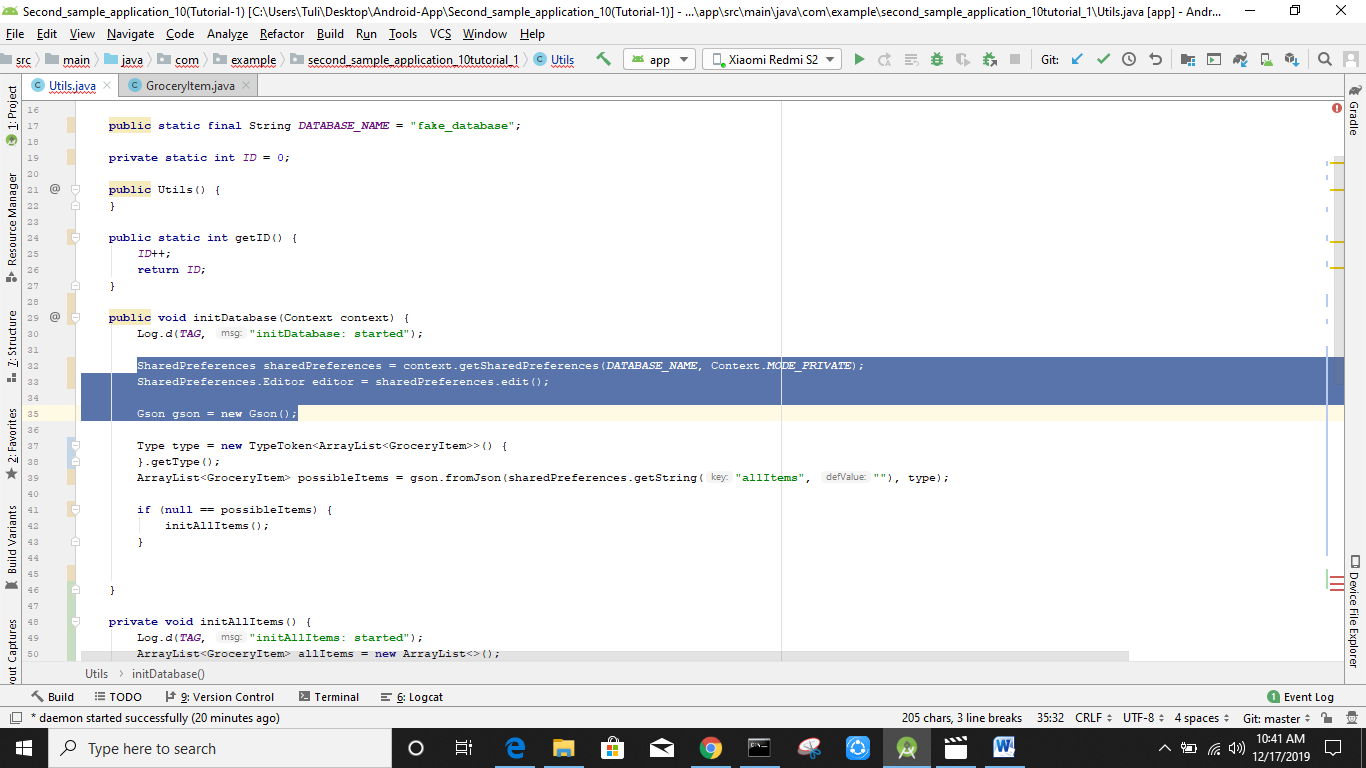 Second_sample_application_10(Tutorial-1) [C:\Users\Tuli\Desktop\Android-App\Second_sample_application_10(Tutorial-1)] - ...\app\src\main\java\com\example\second_sample_application_10tutorial_1\Utils.java [app] - Andr...
File Edit View Navigate Code Analyze Refactor Build Run Tools VCS Window Help
src main java com example second_sample_application_10tutorial_1 Utils app Xiaomi Redmi S2 Git:
Utils.java GroceryItem.java
1: Project
Resource Manager
7: Structure
2: Favorites
Build Variants
out Captures
16
17 public static final String DATABASE_NAME = "fake_database";
18
19 private static int ID = 0;
20
21 @ public Utils() {
22 }
23
24 public static int getID() {
25 ID++;
26 return ID;
27 }
28
29 @ public void initDatabase(Context context) {
30 Log.d(TAG, msg: "initDatabase: started");
31
32 SharedPreferences sharedPreferences = context.getSharedPreferences(DATABASE_NAME, Context.MODE_PRIVATE);
33 SharedPreferences.Editor editor = sharedPreferences.edit();
34
35 Gson gson = new Gson();
36
37 Type type = new TypeToken<ArrayList<GroceryItem>>() {
38 }.getType();
39 ArrayList<GroceryItem> possibleItems = gson.fromJson(sharedPreferences.getString( key: "allItems", defValue: ""), type);
40
41 if (null == possibleItems) {
42 initAllItems();
43 }
44
45
46 }
47
48 private void initAllItems() {
49 Log.d(TAG, msg: "initAllItems: started");
50 ArrayList<GroceryItem> allItems = new ArrayList<>();
Gradle
Device File Explorer
Utils initDatabase()
Build TODO 9: Version Control Terminal 6: Logcat 1 Event Log
* daemon started successfully (20 minutes ago) 205 chars, 3 line breaks 35:32 CRLF UTF-8 4 spaces Git: master
Type here to search
10:41 AM
12/17/2019